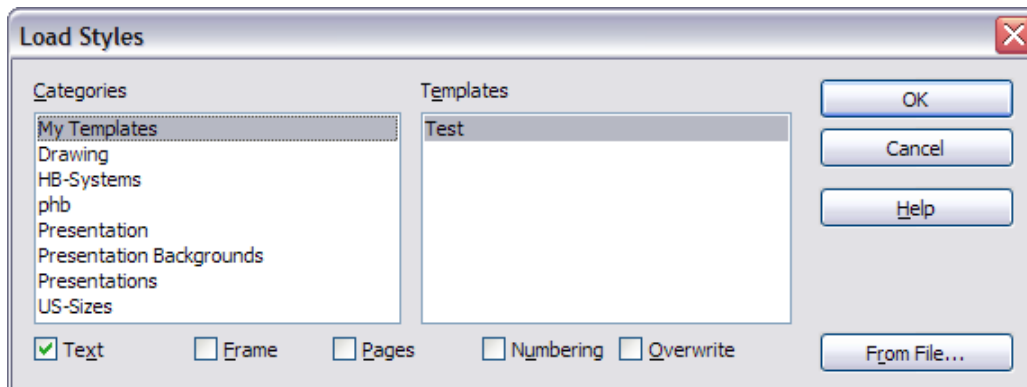 Load Styles
Categories
Templates
My Templates
Drawing
HB-Systems
phb
Presentation
Presentation Backgrounds
Presentations
US-Sizes
Test
OK
Cancel
Help
Text
Frame
Pages
Numbering
Overwrite
From File...